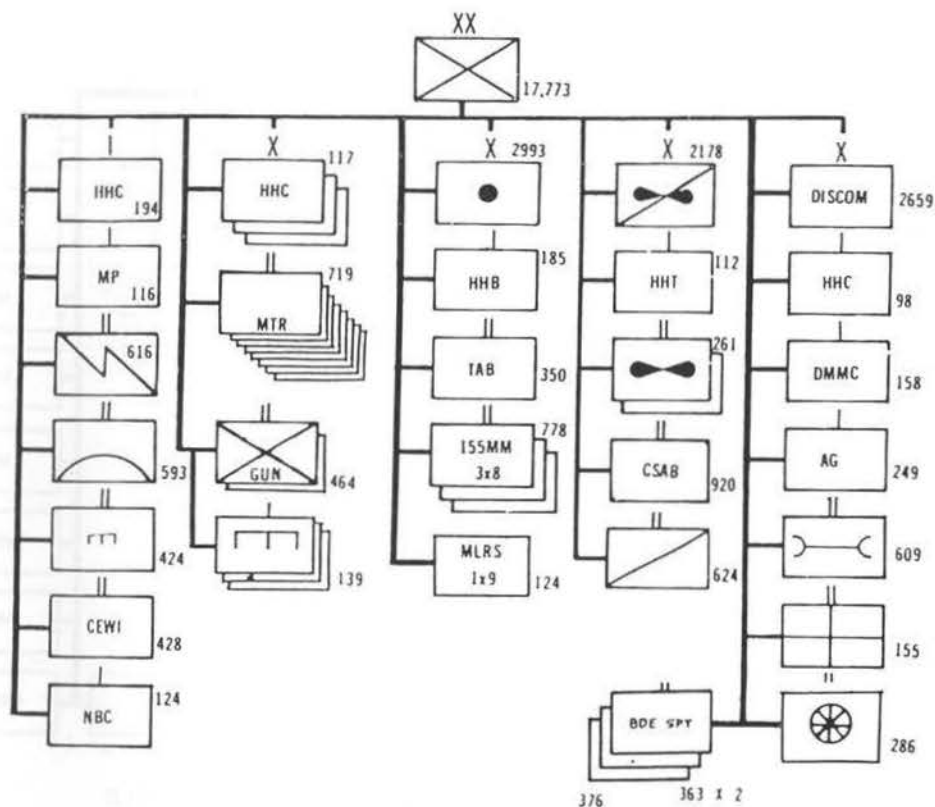 XX
17,773
I
HHC
194
MP
116
616
593
424
CEWI
428
124
NBC
X
117
HHC
719
MTR
GUN
464
139
X 2993
185
HHB
TAB
350
778
155MM
3x8
MLRS
1x9
124
X 2178
112
HHT
261
CSAB
920
624
BDE SPT
376
363 x 2
X
DISCOM
2659
HHC
98
DMMC
158
AG
249
609
155
286